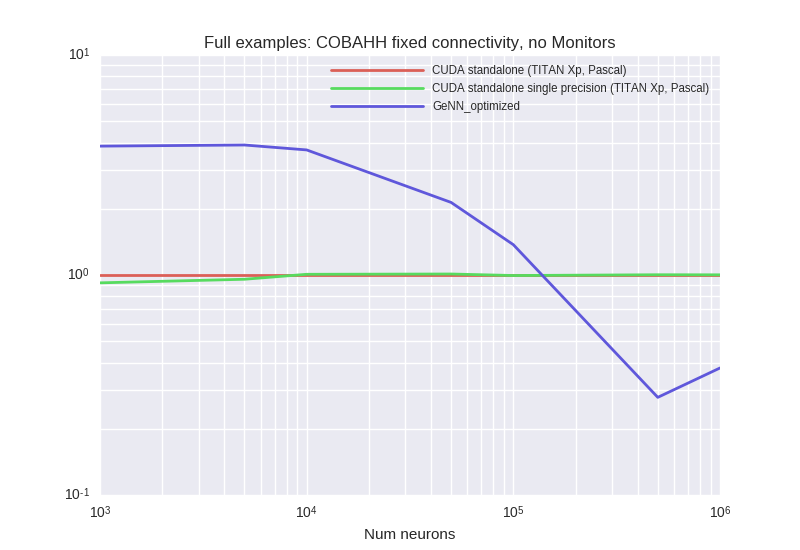 Full examples: COBAHH fixed connectivity, no Monitors
10¹
CUDA standalone (TITAN Xp, Pascal)
CUDA standalone single precision (TITAN Xp, Pascal)
GeNN_optimized
10⁰
10⁻¹
10³ 10⁴ 10⁵ 10⁶
Num neurons